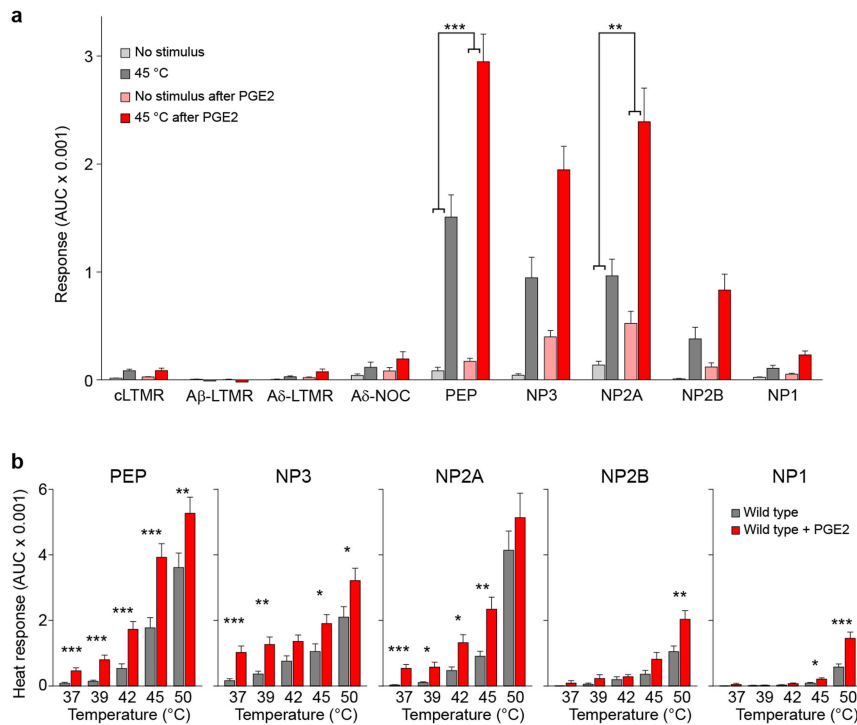 a
No stimulus
45 °C
No stimulus after PGE2
45 °C after PGE2
***
**
3
2
1
0
Response (AUC x 0.001)
cLTMR Aβ-LTMR Aδ-LTMR Aδ-NOC PEP NP3 NP2A NP2B NP1
b
PEP NP3 NP2A NP2B NP1
Heat response (AUC x 0.001)
6
4
2
0
*** *** *** *** **
*** ** * *
*** * * **
**
* ***
Wild type
Wild type + PGE2
37 39 42 45 50 37 39 42 45 50 37 39 42 45 50 37 39 42 45 50 37 39 42 45 50
Temperature (°C) Temperature (°C) Temperature (°C) Temperature (°C) Temperature (°C)